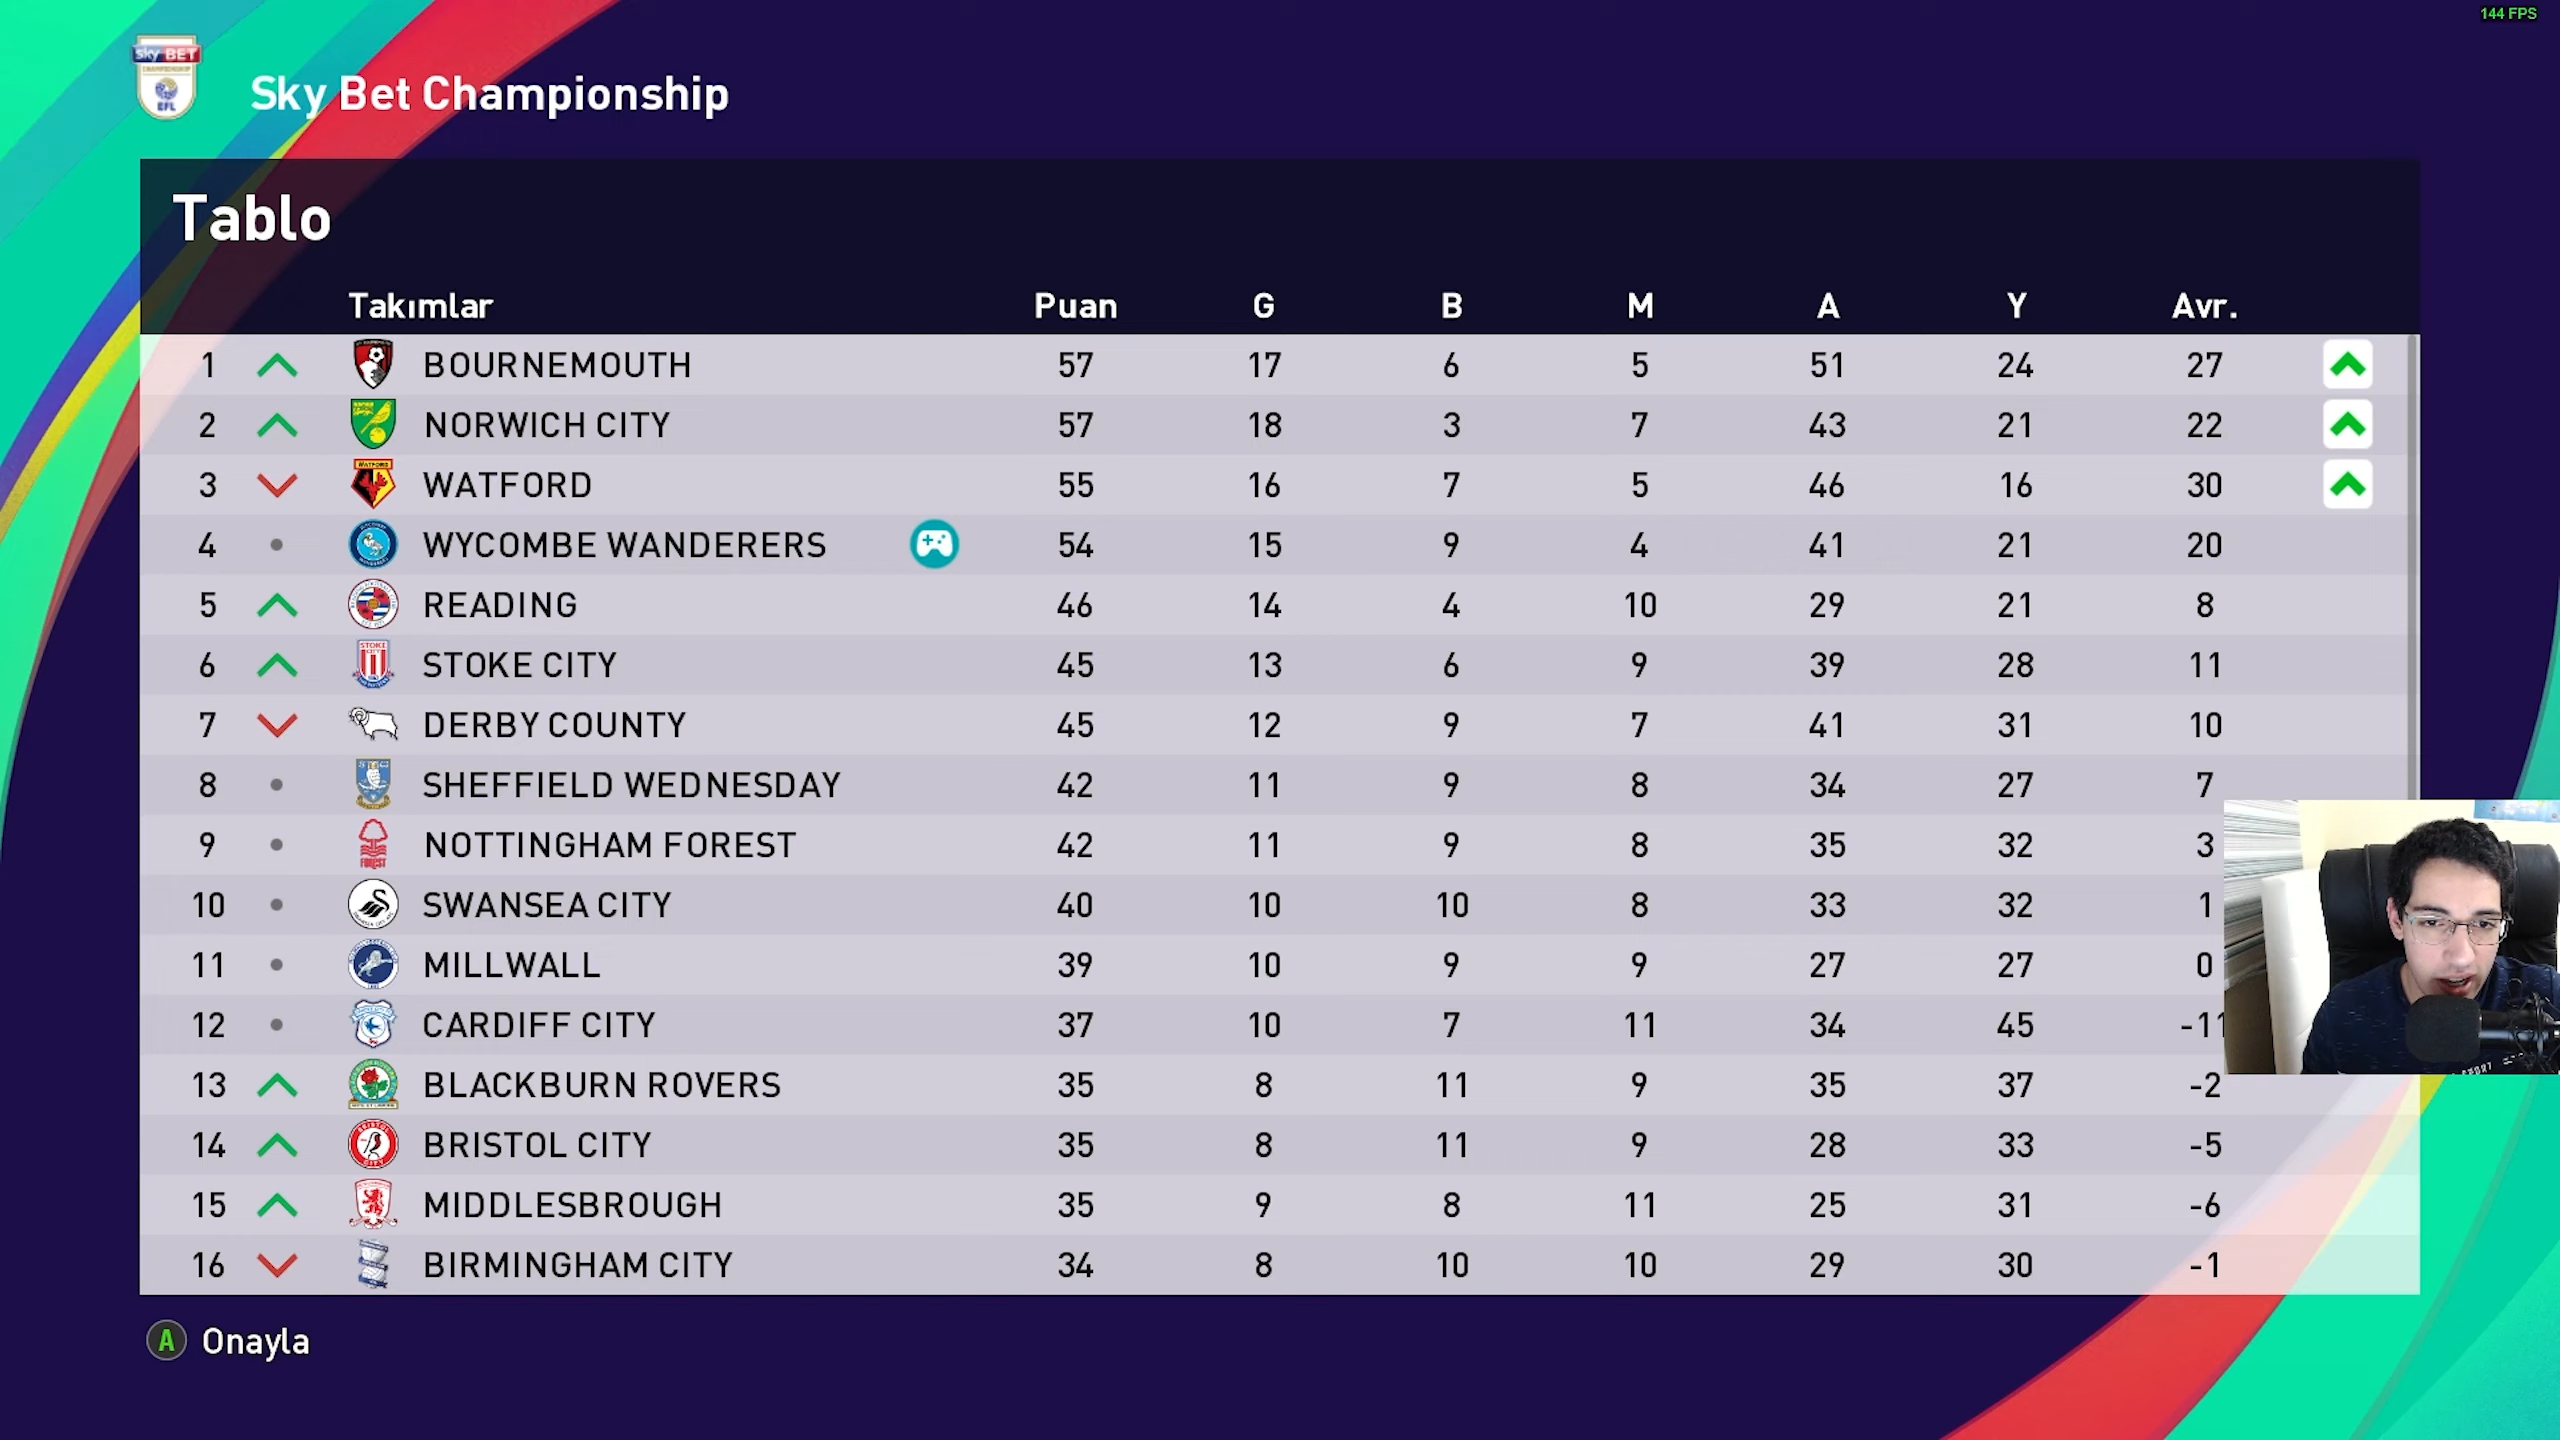 144 FPS
sky BET
EFL
Sky Bet Championship
Tablo
Takımlar Puan G B M A Y Avr.
1 BOURNEMOUTH 57 17 6 5 51 24 27
2 NORWICH CITY 57 18 3 7 43 21 22
3 WATFORD 55 16 7 5 46 16 30
4 WYCOMBE WANDERERS 54 15 9 4 41 21 20
5 READING 46 14 4 10 29 21 8
6 STOKE CITY 45 13 6 9 39 28 11
7 DERBY COUNTY 45 12 9 7 41 31 10
8 SHEFFIELD WEDNESDAY 42 11 9 8 34 27 7
9 NOTTINGHAM FOREST 42 11 9 8 35 32 3
10 SWANSEA CITY 40 10 10 8 33 32 1
11 MILLWALL 39 10 9 9 27 27 0
12 CARDIFF CITY 37 10 7 11 34 45 -11
13 BLACKBURN ROVERS 35 8 11 9 35 37 -2
14 BRISTOL CITY 35 8 11 9 28 33 -5
15 MIDDLESBROUGH 35 9 8 11 25 31 -6
16 BIRMINGHAM CITY 34 8 10 10 29 30 -1
A Onayla